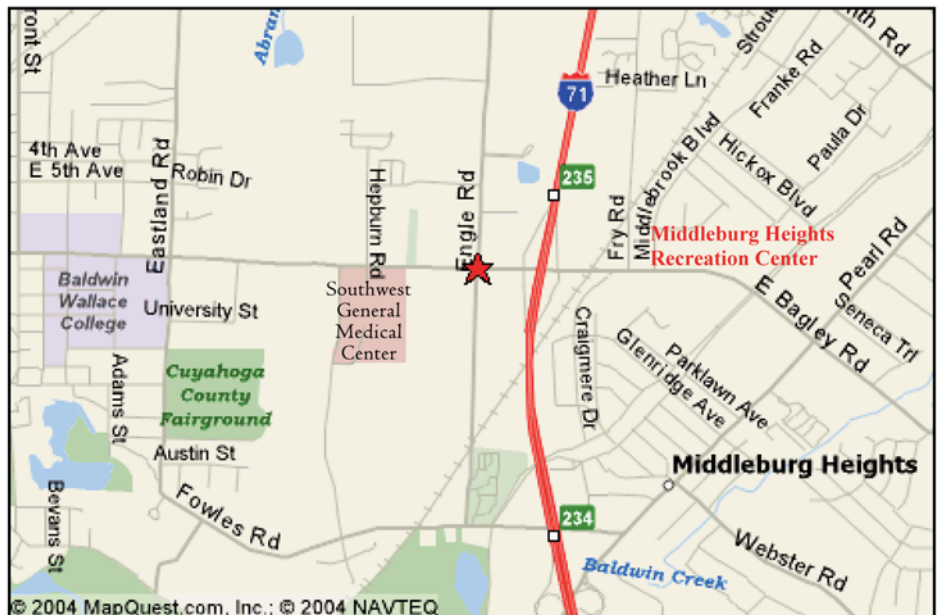 ront St
Abran
nth Rd
Strou
Heather Ln
71
Franke Rd
Paula Dr
4th Ave
E 5th Ave
Eastland Rd
Robin Dr
Hepburn Rd
Engle Rd
235
Fry Rd
Middlebrook Blvd
Hickox Blvd
Middleburg Heights
Recreation Center
Pearl Rd
Baldwin
Wallace
College
University St
Southwest
General
Medical
Center
E Bagley Rd
Seneca Trl
Craigmere Dr
Glenridge Ave
Parklawn Ave
Adams St
Cuyahoga
County
Fairground
Austin St
Middleburg Heights
Bevans St
Fowles Rd
234
Webster Rd
Baldwin Creek
© 2004 MapQuest.com, Inc.; © 2004 NAVTEQ